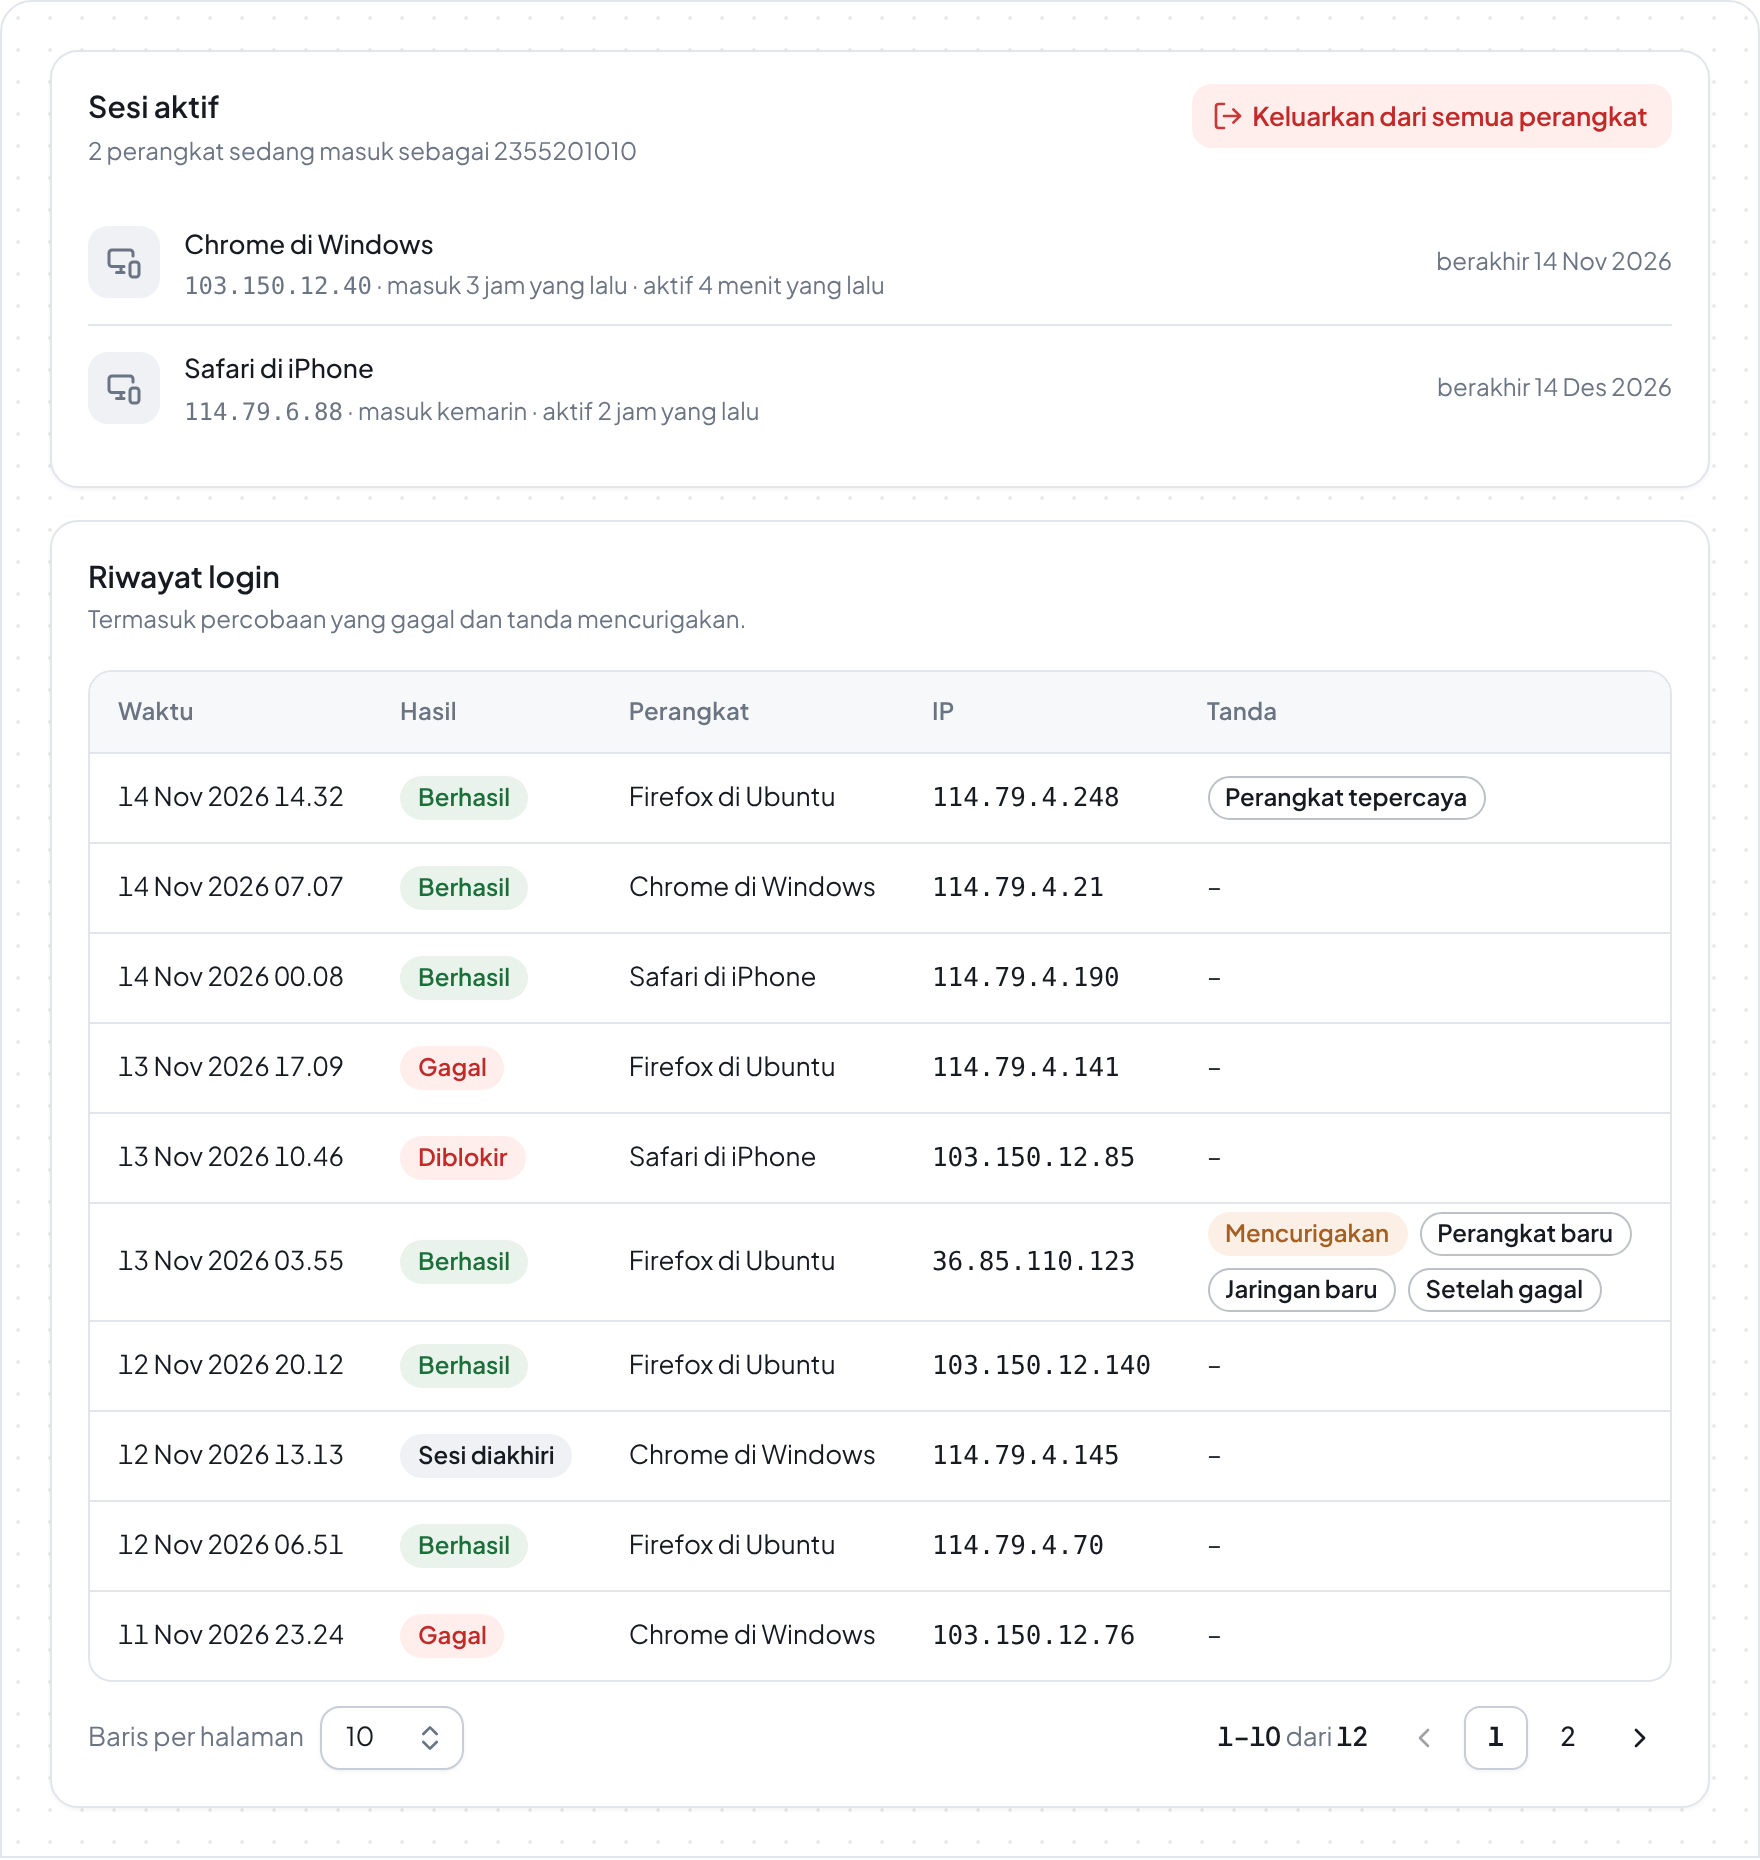 Sesi aktif
Keluarkan dari semua perangkat
2 perangkat sedang masuk sebagai 2355201010
Chrome di Windows
103.150.12.40 · masuk 3 jam yang lalu · aktif 4 menit yang lalu
berakhir 14 Nov 2026
Safari di iPhone
114.79.6.88 · masuk kemarin · aktif 2 jam yang lalu
berakhir 14 Des 2026
Riwayat login
Termasuk percobaan yang gagal dan tanda mencurigakan.
Waktu Hasil Perangkat IP Tanda
14 Nov 2026 14.32 Berhasil Firefox di Ubuntu 114.79.4.248 Perangkat tepercaya
14 Nov 2026 07.07 Berhasil Chrome di Windows 114.79.4.21 –
14 Nov 2026 00.08 Berhasil Safari di iPhone 114.79.4.190 –
13 Nov 2026 17.09 Gagal Firefox di Ubuntu 114.79.4.141 –
13 Nov 2026 10.46 Diblokir Safari di iPhone 103.150.12.85 –
13 Nov 2026 03.55 Berhasil Firefox di Ubuntu 36.85.110.123 Mencurigakan Perangkat baru
Jaringan baru Setelah gagal
12 Nov 2026 20.12 Berhasil Firefox di Ubuntu 103.150.12.140 –
12 Nov 2026 13.13 Sesi diakhiri Chrome di Windows 114.79.4.145 –
12 Nov 2026 06.51 Berhasil Firefox di Ubuntu 114.79.4.70 –
11 Nov 2026 23.24 Gagal Chrome di Windows 103.150.12.76 –
Baris per halaman 10 1–10 dari 12 1 2